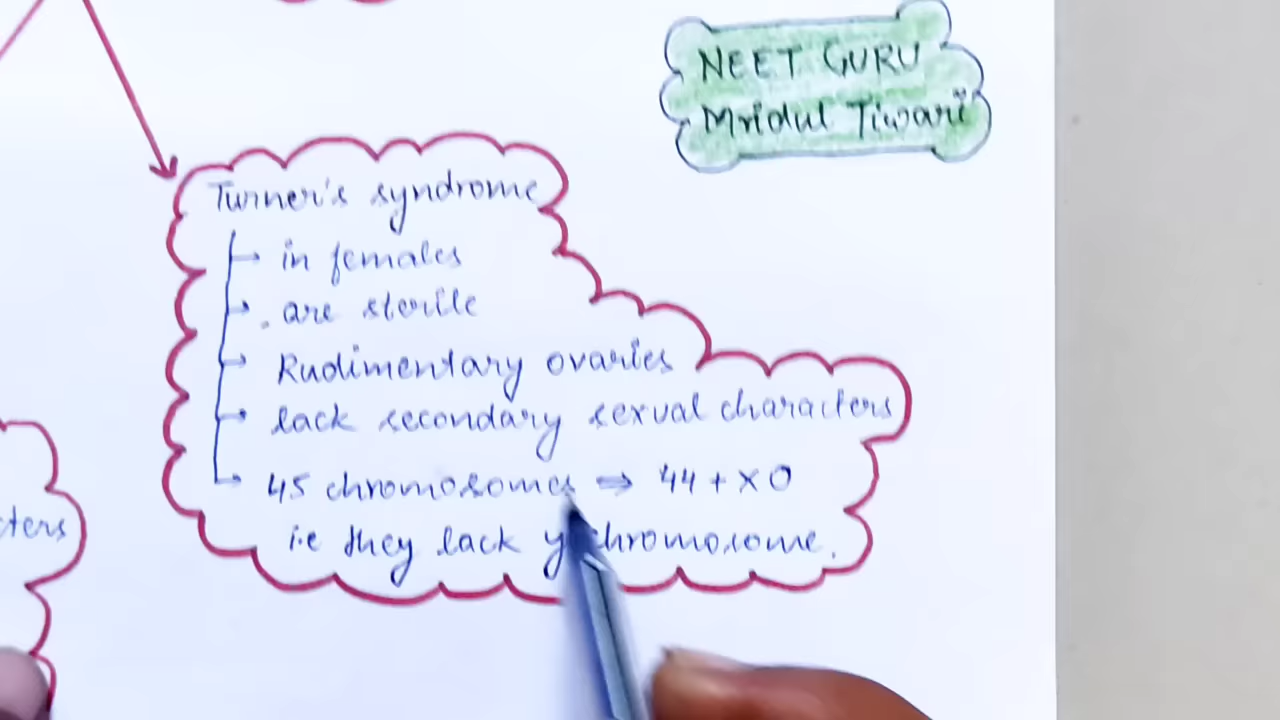 NEET GURU
Mridul Tiwari
Turner's syndrome
in females
are sterile
Rudimentary ovaries
lack secondary sexual characters
45 chromosomes ⇒ 44 + XO
i.e they lack y chromosome.
cters